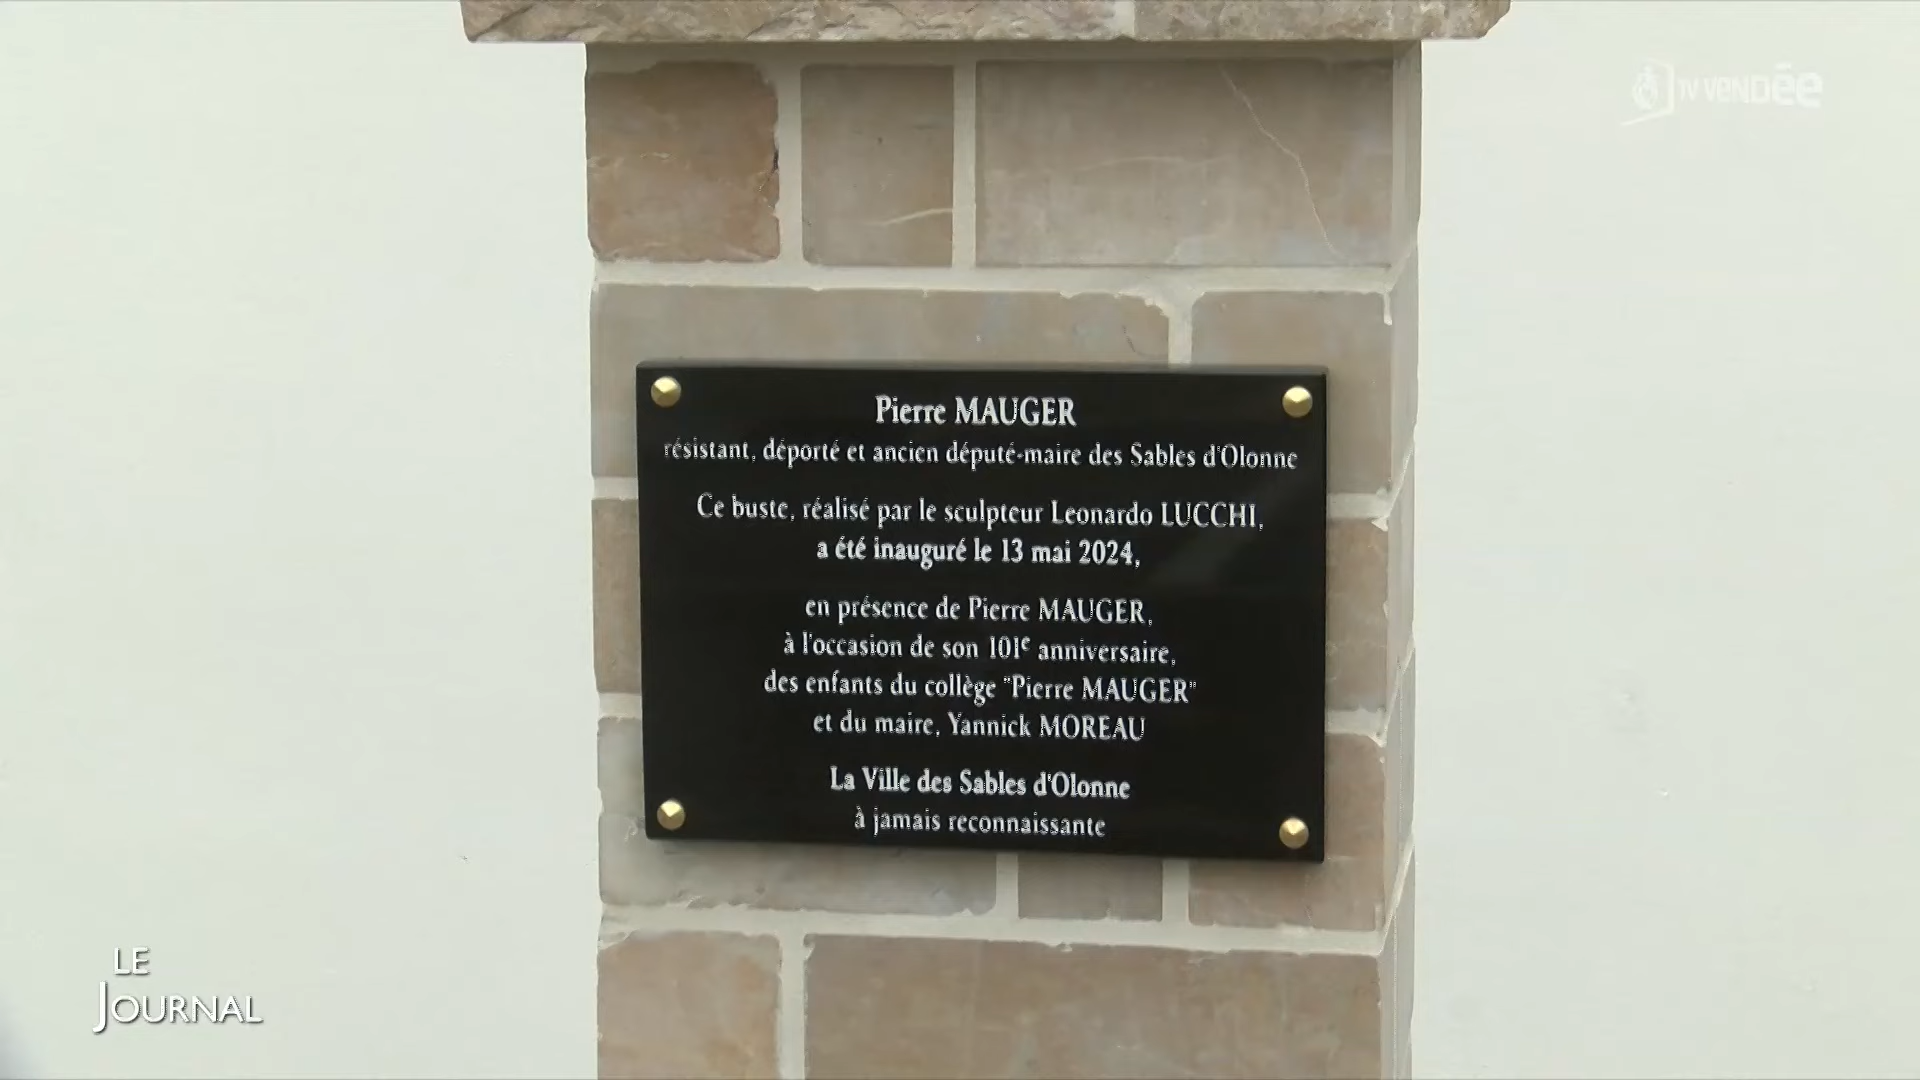 TV VENDÉE
Pierre MAUGER
résistant, déporté et ancien député-maire des Sables d'Olonne
Ce buste, réalisé par le sculpteur Leonardo LUCCHI,
a été inauguré le 13 mai 2024,
en présence de Pierre MAUGER,
à l'occasion de son 101e anniversaire,
des enfants du collège "Pierre MAUGER"
et du maire, Yannick MOREAU
La Ville des Sables d'Olonne
à jamais reconnaissante
LE
JOURNAL